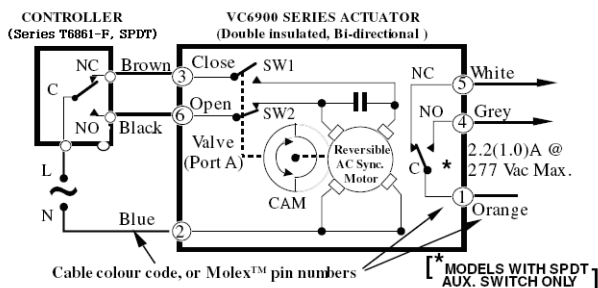 CONTROLLER
(Series T6861-F, SPDT)
VC6900 SERIES ACTUATOR
(Double insulated, Bi-directional )
NC
Brown
3
Close
SW1
C
6
Open
SW2
NO
Black
Valve
(Port A)
Reversible
AC Sync.
Motor
CAM
L
N
Blue
2
NC
5
White
NO
4
Grey
2.2(1.0)A @
277 Vac Max.
C
*
1
Orange
Cable colour code, or Molex™ pin numbers
[*MODELS WITH SPDT
AUX. SWITCH ONLY]